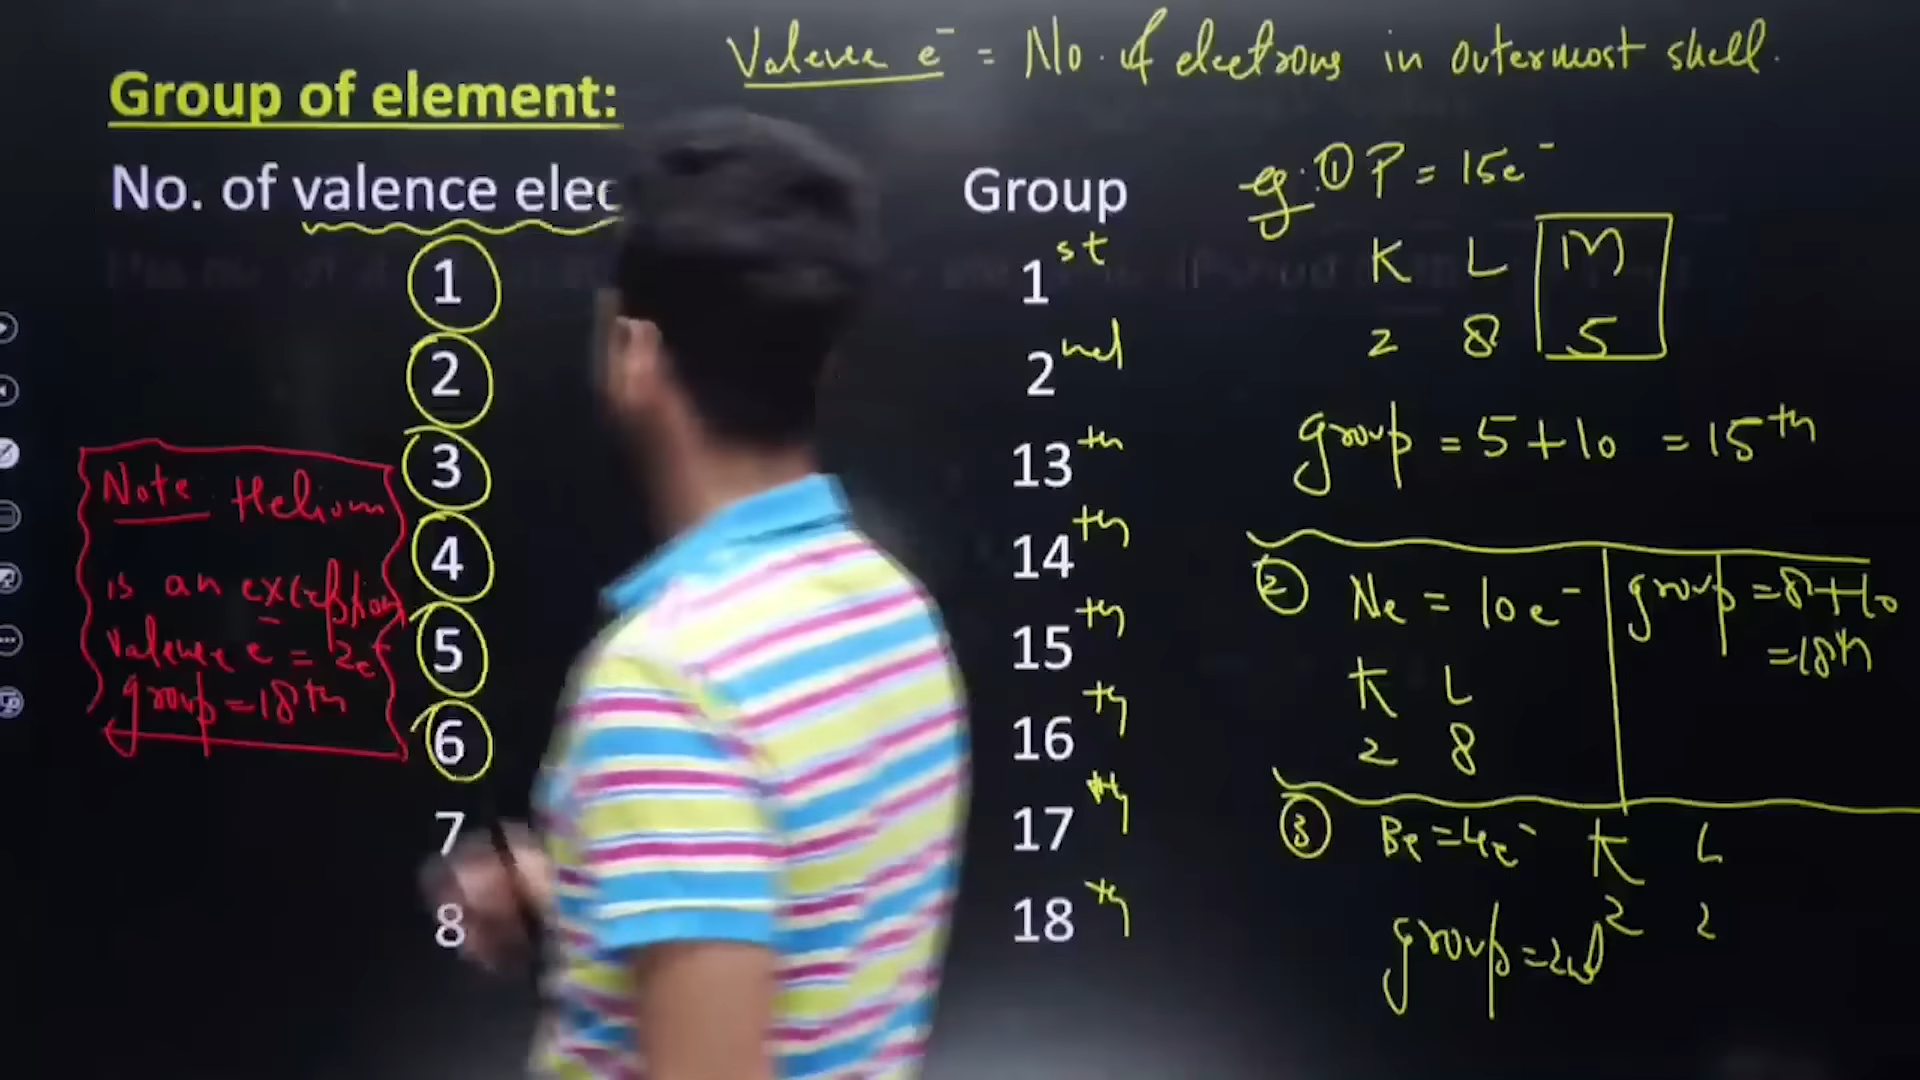 Valence e⁻ = No. of electrons in outermost shell.
Group of element:
No. of valence elec
Group
1 1st
2 2nd
3 13th
4 14th
5 15th
6 16th
7 17th
8 18th
Note Helium
is an exception
Valence e⁻ = 2e⁻
group = 18th
eg: ① P = 15e⁻
K L M
2 8 5
group = 5 + 10 = 15th
② Ne = 10e⁻
K L
2 8
group = 8 + 10
= 18th
③ Be = 4e⁻ K L
2 2
group = 2nd